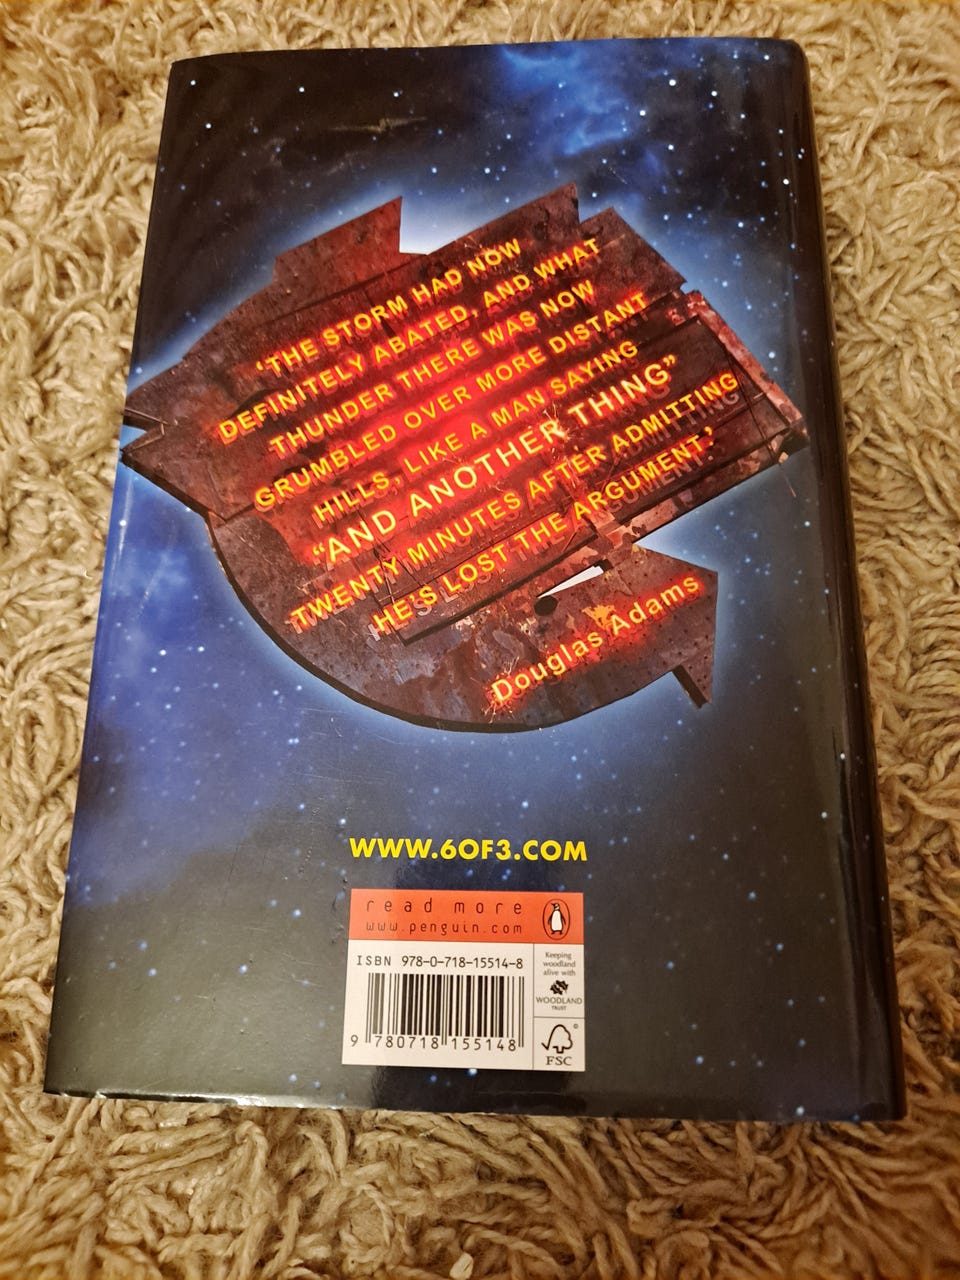 ‘THE STORM HAD NOW
DEFINITELY ABATED, AND WHAT
THUNDER THERE WAS NOW
GRUMBLED OVER MORE DISTANT
HILLS, LIKE A MAN SAYING
“AND ANOTHER THING”
TWENTY MINUTES AFTER ADMITTING
HE’S LOST THE ARGUMENT.’
Douglas Adams
WWW.6OF3.COM
read more
www.penguin.com
ISBN 978-0-718-15514-8
9 780718 155148
Keeping
woodland
alive with
WOODLAND
TRUST
FSC